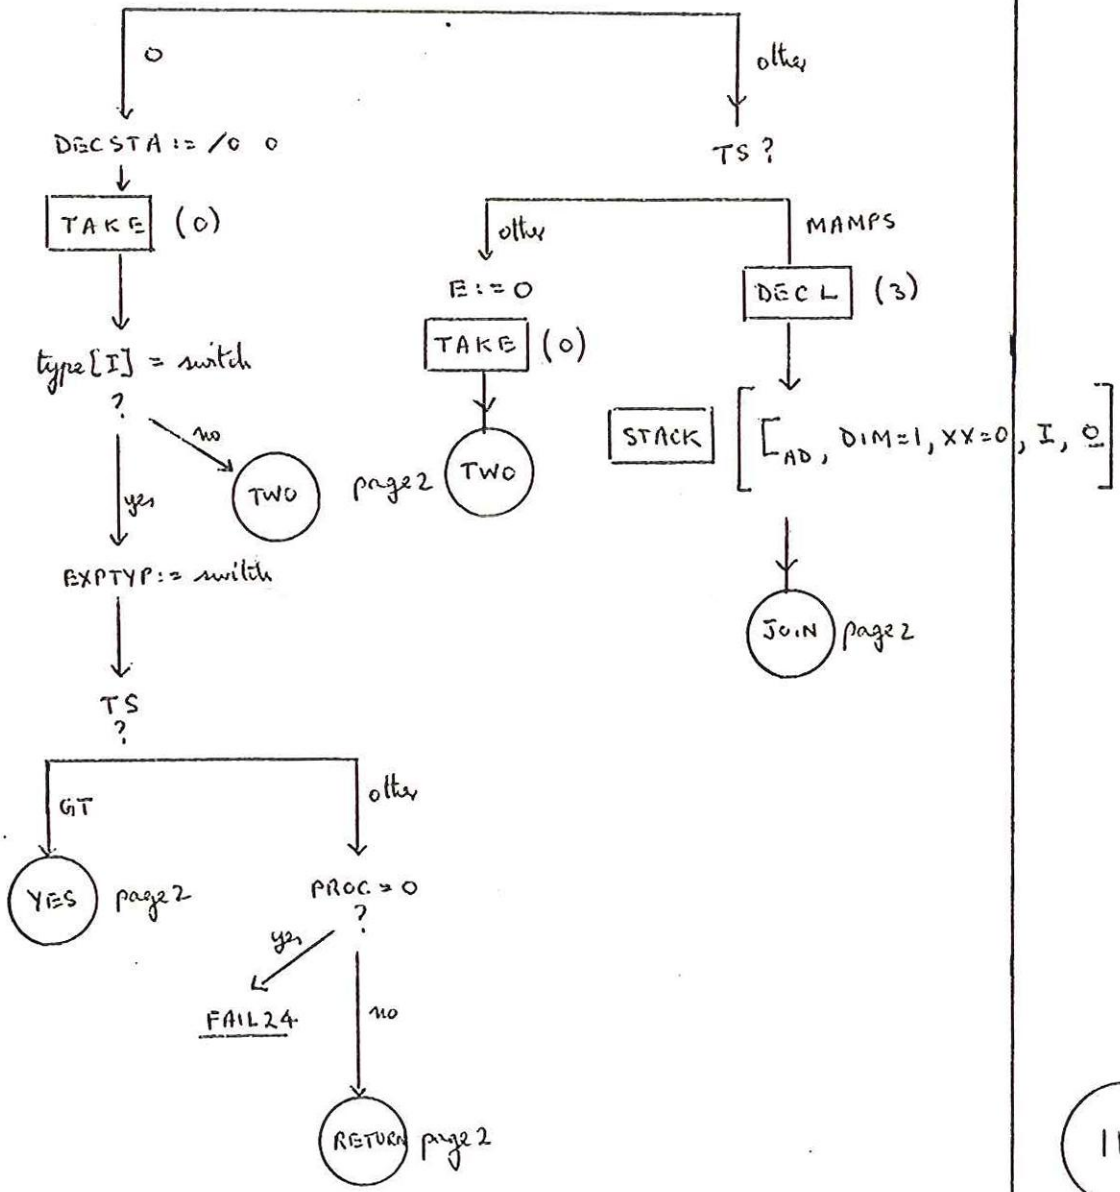 0
other
DECSTA := /0 0
TS ?
TAKE (0)
other
MAMPS
E := 0
DECL (3)
TAKE (0)
type[I] = switch
?
no
STACK [ [AD, DIM=1, XX=0, I, 0 ]
TWO
page 2
TWO
yes
EXPTYP := switch
JOIN page 2
TS
?
GT
other
YES page 2
PROC = 0
?
yes
no
FAIL24
RETURN page 2